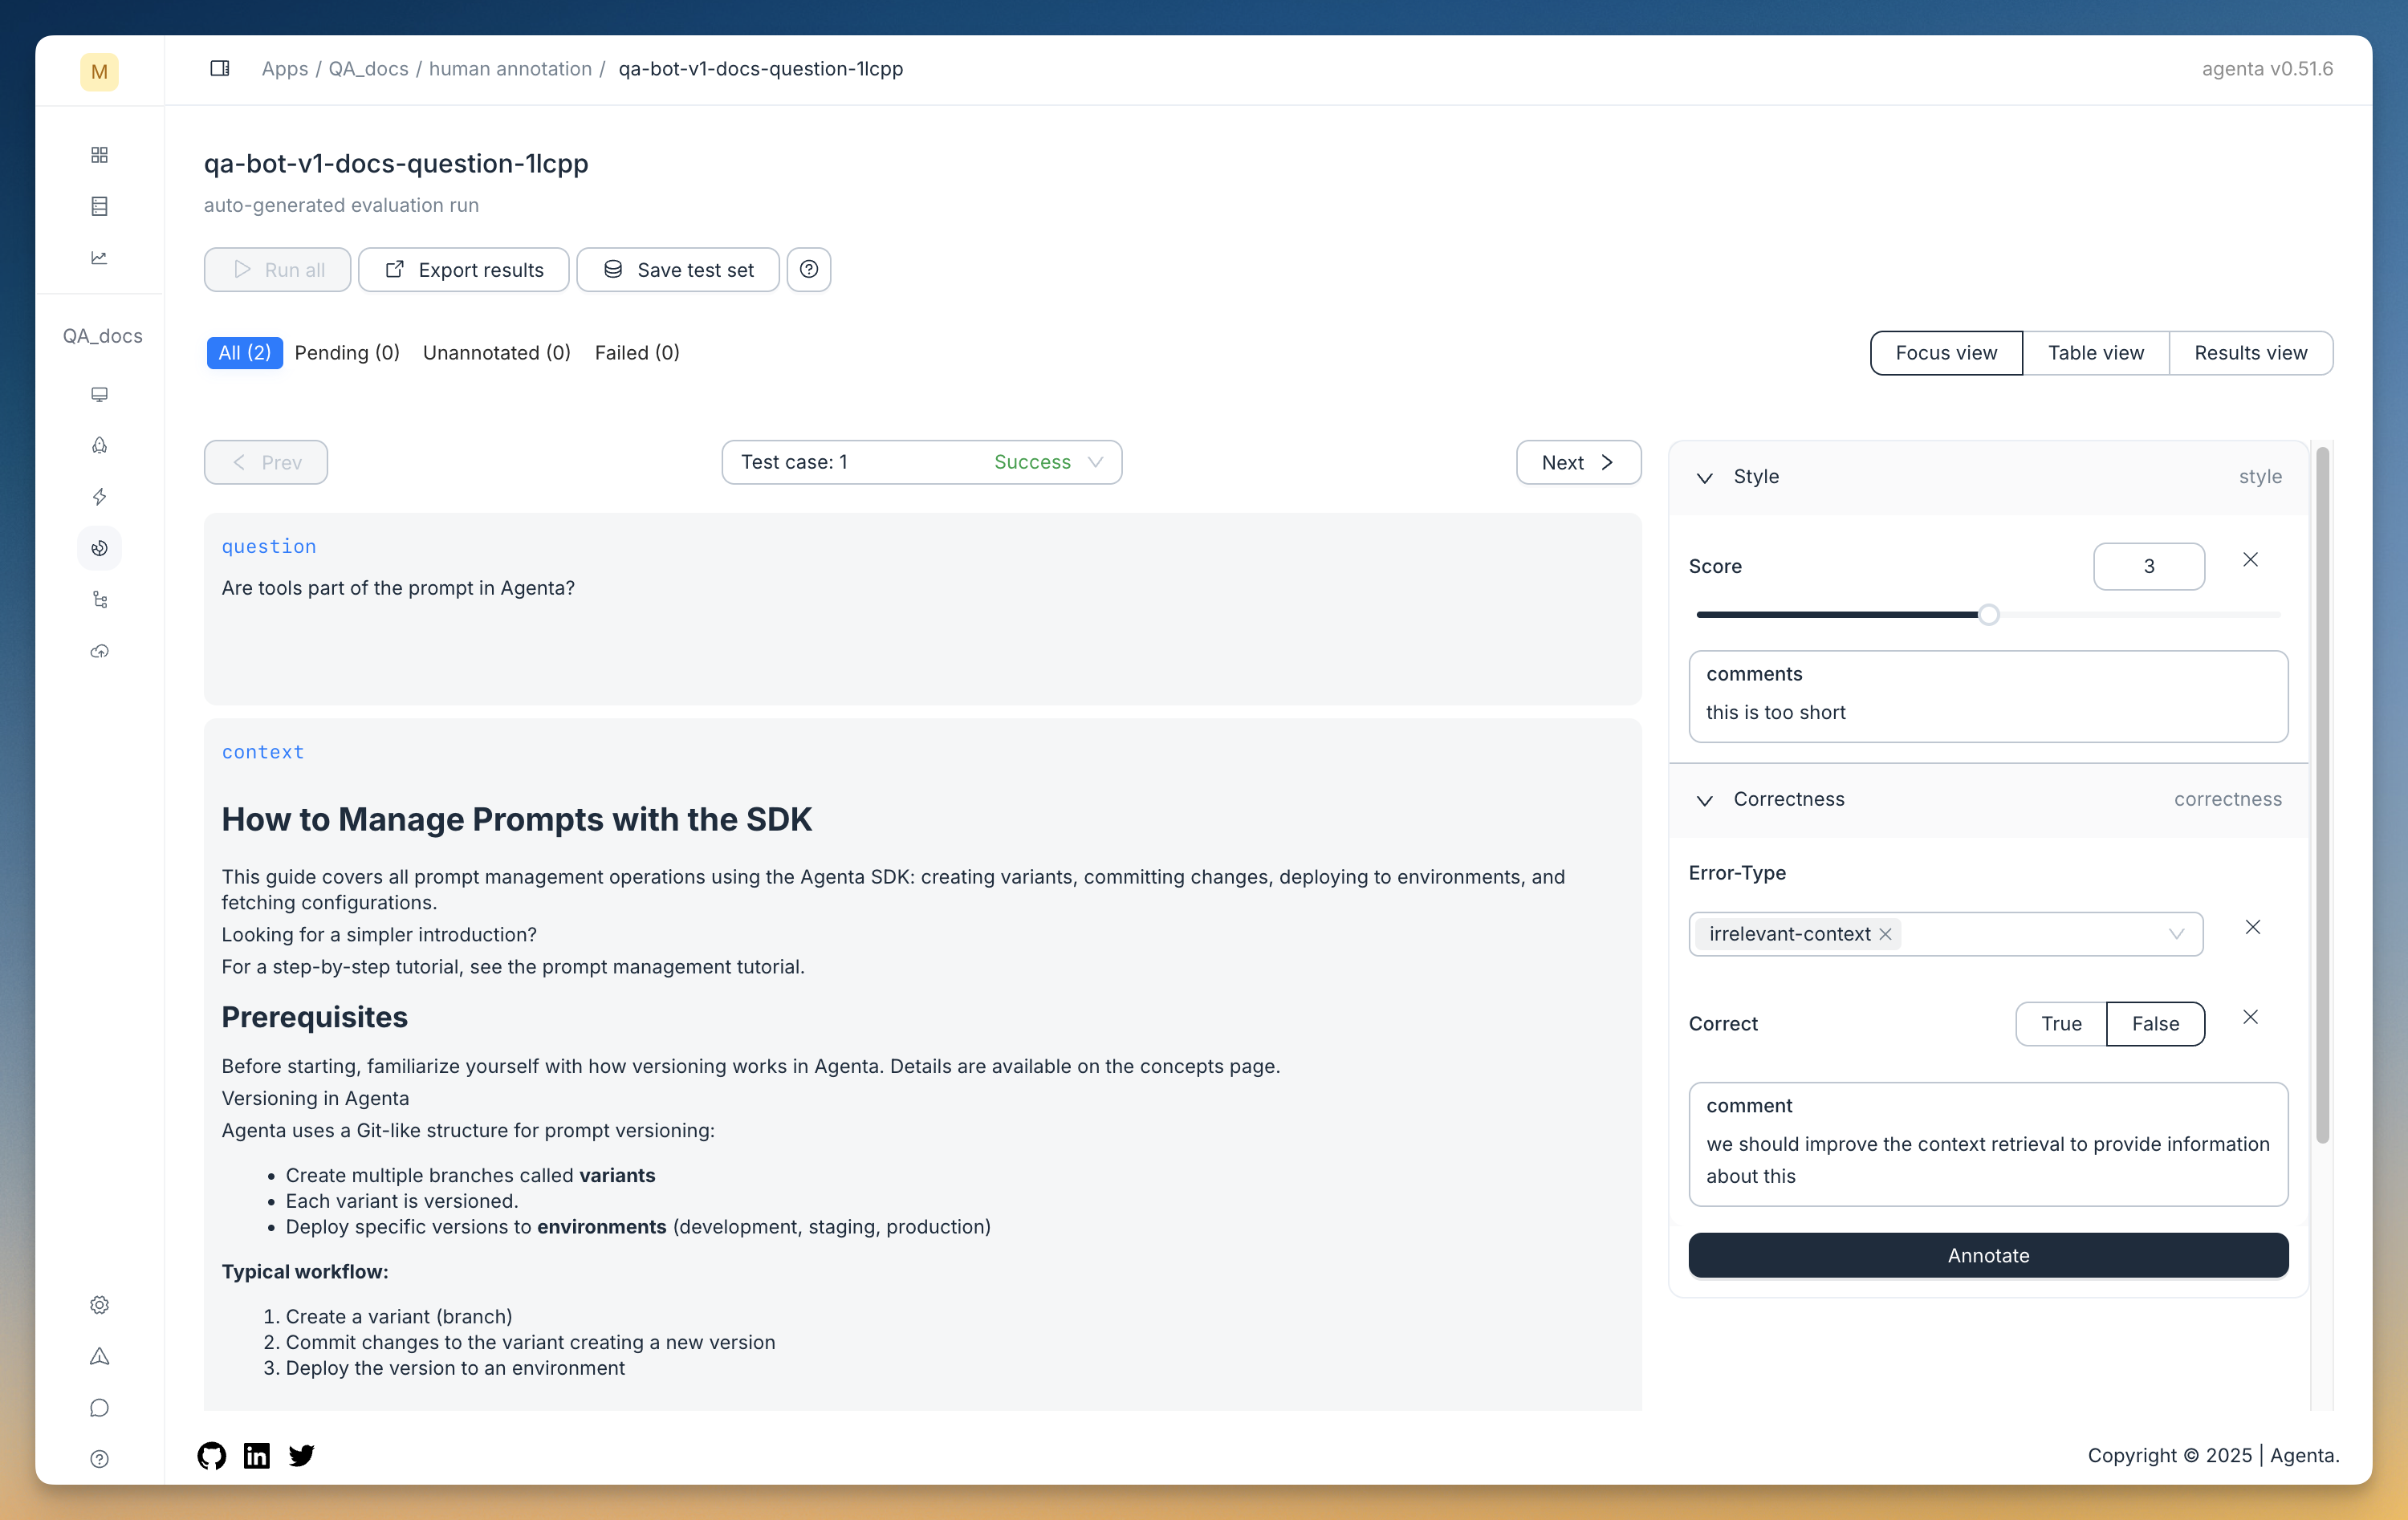 M
Apps / QA_docs / human annotation / qa-bot-v1-docs-question-1lcpp
agenta v0.51.6
qa-bot-v1-docs-question-1lcpp
auto-generated evaluation run
Run all
Export results
Save test set
QA_docs
All (2)
Pending (0)
Unannotated (0)
Failed (0)
Focus view
Table view
Results view
Prev
Test case: 1
Success
Next
question
Are tools part of the prompt in Agenta?
context
How to Manage Prompts with the SDK
This guide covers all prompt management operations using the Agenta SDK: creating variants, committing changes, deploying to environments, and
fetching configurations.
Looking for a simpler introduction?
For a step-by-step tutorial, see the prompt management tutorial.
Prerequisites
Before starting, familiarize yourself with how versioning works in Agenta. Details are available on the concepts page.
Versioning in Agenta
Agenta uses a Git-like structure for prompt versioning:
• Create multiple branches called variants
• Each variant is versioned.
• Deploy specific versions to environments (development, staging, production)
Typical workflow:
1. Create a variant (branch)
2. Commit changes to the variant creating a new version
3. Deploy the version to an environment
Style
style
Score
3
comments
this is too short
Correctness
correctness
Error-Type
irrelevant-context
Correct
True
False
comment
we should improve the context retrieval to provide information
about this
Annotate
in
Copyright © 2025 | Agenta.